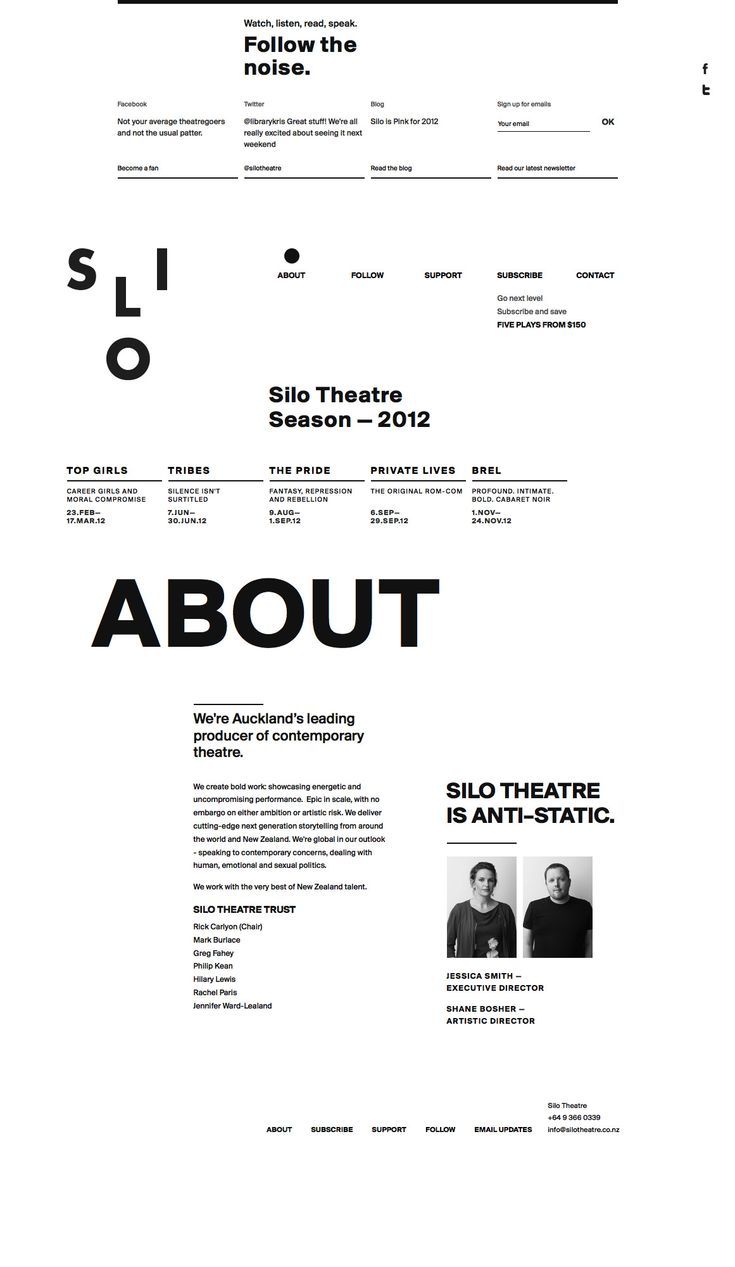 Watch, listen, read, speak.
Follow the
noise.
f
t
Facebook
Not your average theatregoers
and not the usual patter.
Become a fan
Twitter
@librarykris Great stuff! We're all
really excited about seeing it next
weekend
@silotheatre
Blog
Silo is Pink for 2012
Read the blog
Sign up for emails
Your email
OK
Read our latest newsletter
S L I
O
ABOUT
FOLLOW
SUPPORT
SUBSCRIBE
CONTACT
Go next level
Subscribe and save
FIVE PLAYS FROM $150
Silo Theatre
Season – 2012
TOP GIRLS
CAREER GIRLS AND
MORAL COMPROMISE
23.FEB–
17.MAR.12
TRIBES
SILENCE ISN'T
SURTITLED
7.JUN–
30.JUN.12
THE PRIDE
FANTASY, REPRESSION
AND REBELLION
9.AUG–
1.SEP.12
PRIVATE LIVES
THE ORIGINAL ROM-COM
6.SEP–
29.SEP.12
BREL
PROFOUND. INTIMATE.
BOLD. CABARET NOIR
1.NOV–
24.NOV.12
ABOUT
We're Auckland's leading
producer of contemporary
theatre.
We create bold work: showcasing energetic and
uncompromising performance.  Epic in scale, with no
embargo on either ambition or artistic risk. We deliver
cutting-edge next generation storytelling from around
the world and New Zealand. We're global in our outlook
- speaking to contemporary concerns, dealing with
human, emotional and sexual politics.
We work with the very best of New Zealand talent.
SILO THEATRE TRUST
Rick Carlyon (Chair)
Mark Burlace
Greg Fahey
Philip Kean
Hilary Lewis
Rachel Paris
Jennifer Ward-Lealand
SILO THEATRE
IS ANTI–STATIC.
JESSICA SMITH –
EXECUTIVE DIRECTOR
SHANE BOSHER –
ARTISTIC DIRECTOR
ABOUT
SUBSCRIBE
SUPPORT
FOLLOW
EMAIL UPDATES
Silo Theatre
+64 9 366 0339
info@silotheatre.co.nz